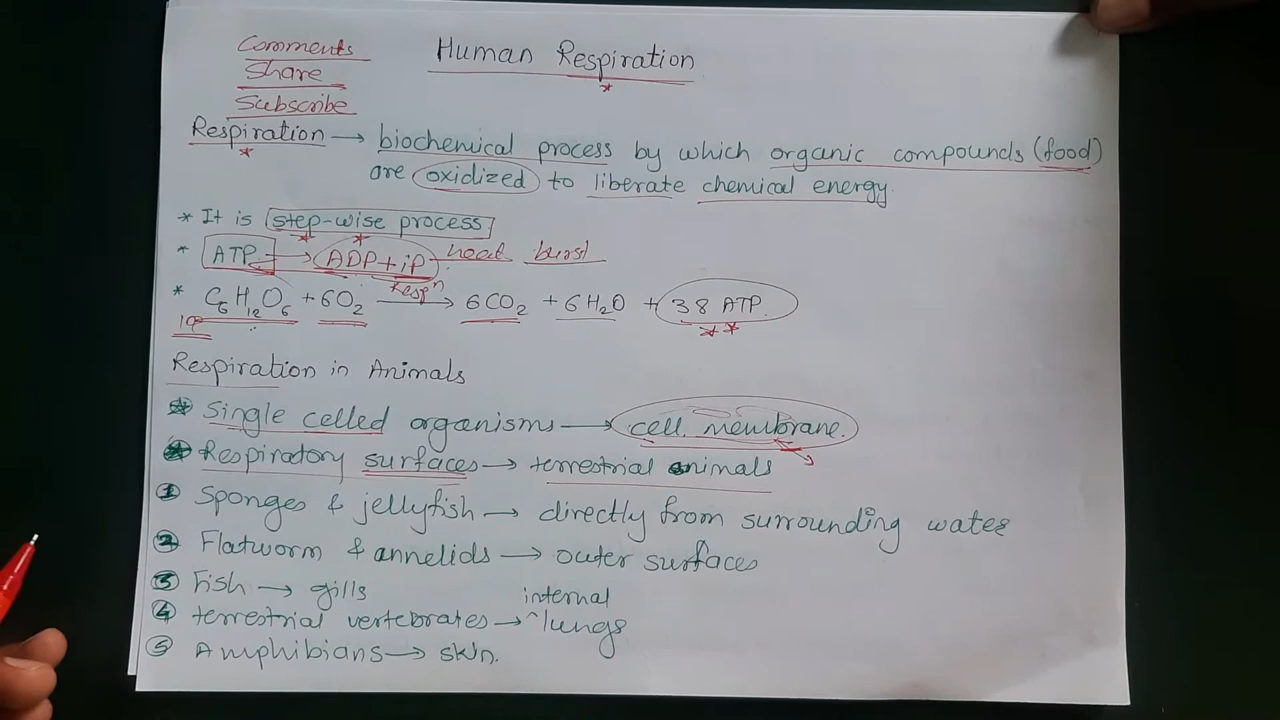 Comments
Share
Subscribe
Human Respiration
*
Respiration → biochemical process by which organic compounds (food)
*
are oxidized to liberate chemical energy.
* It is step-wise process
* ATP → ADP + iP heat burst
* C6H12O6 + 6O2 → 6CO2 + 6H2O + 38 ATP.
Respn
Respiration in Animals
* Single celled organisms → cell membrane.
* Respiratory surfaces → terrestrial animals
① Sponges & jellyfish → directly from surrounding water
② Flatworm & annelids → outer surfaces
③ Fish → gills
④ terrestrial vertebrates → ^ internal lungs
⑤ Amphibians → skin.